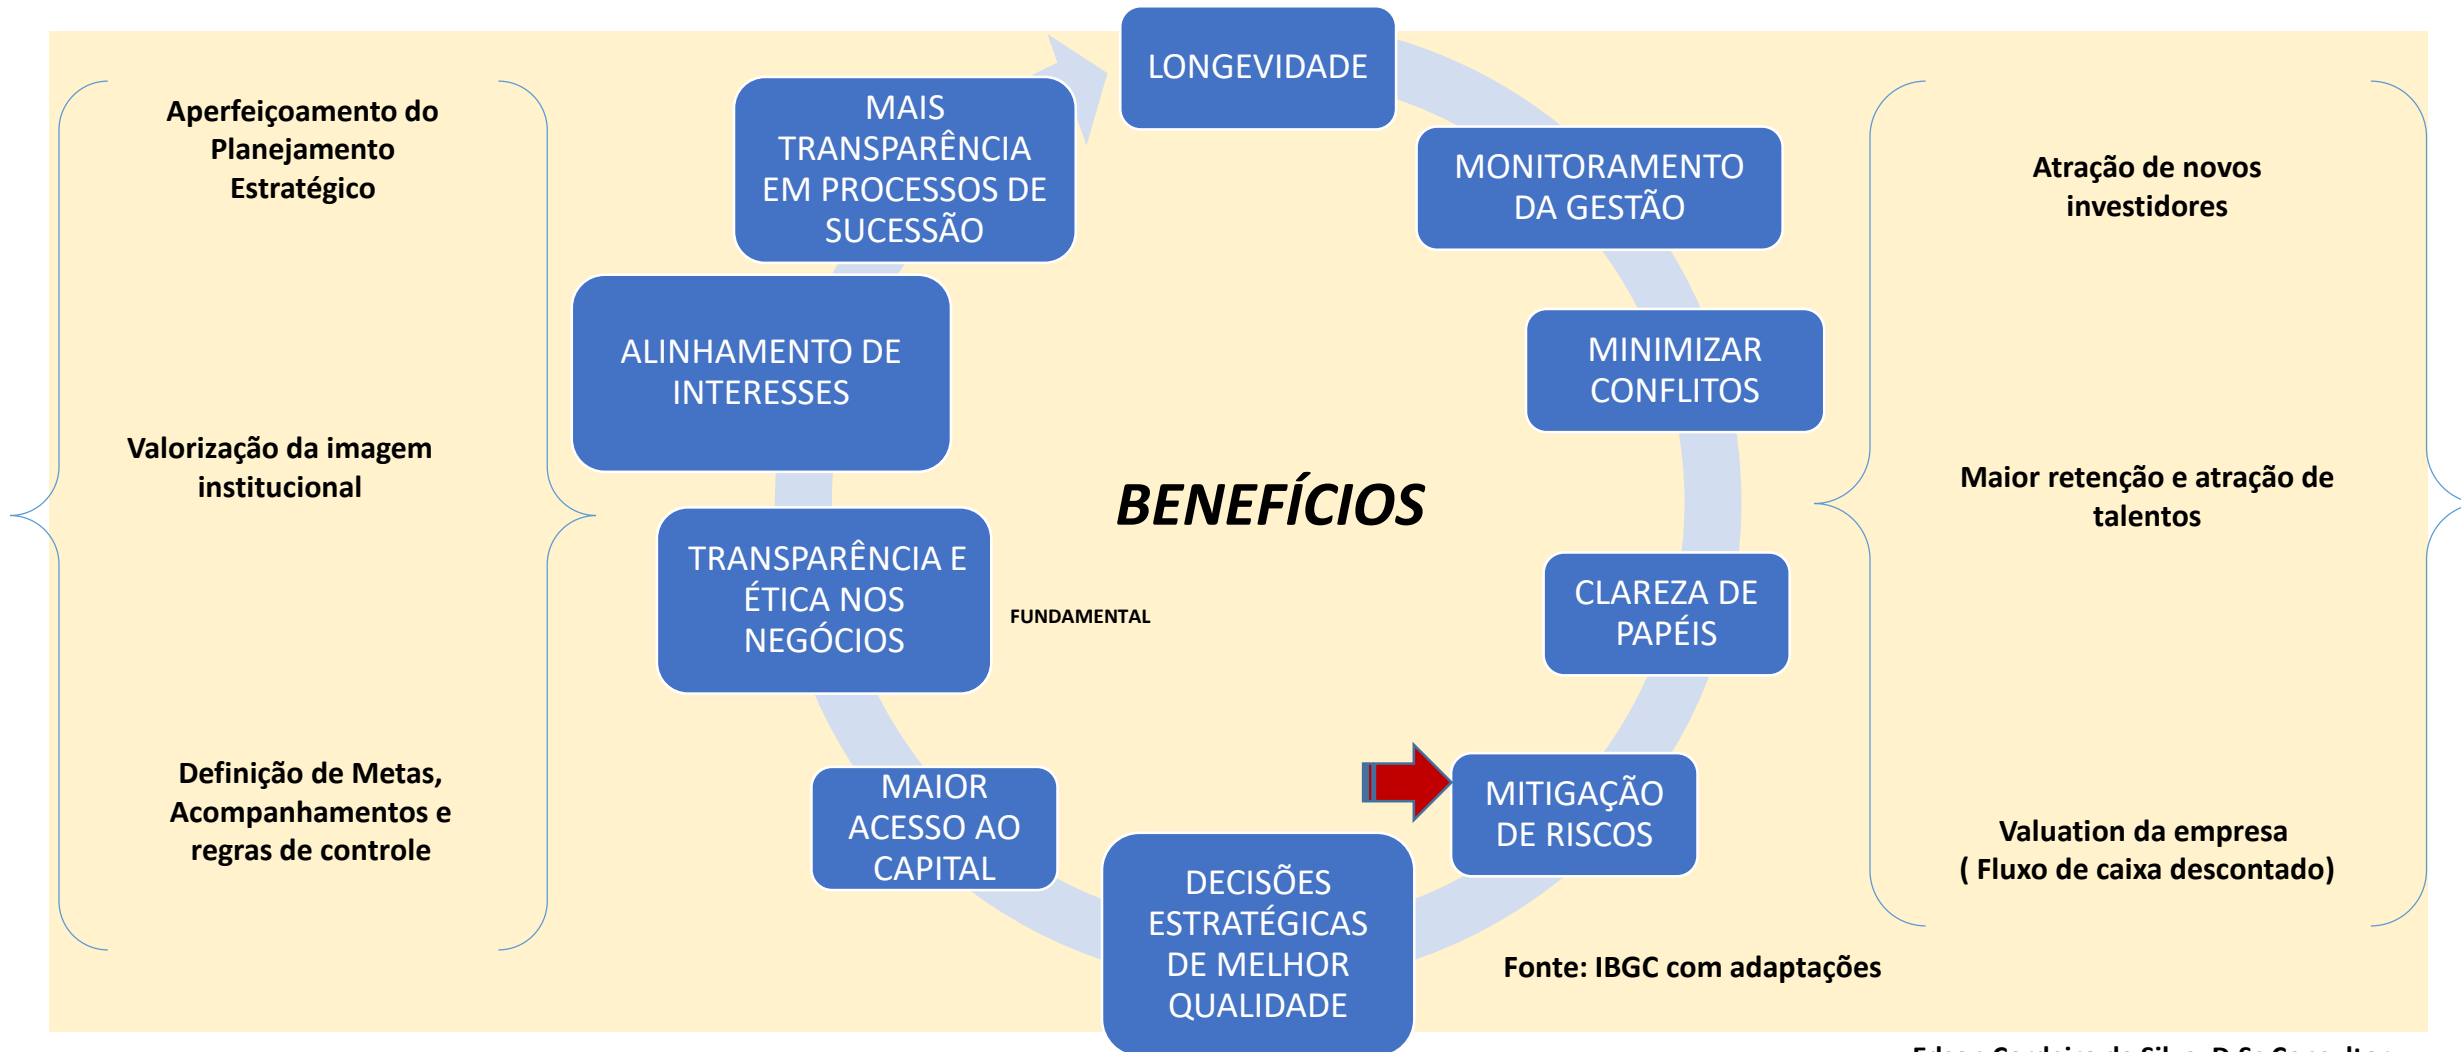 Aperfeiçoamento do
Planejamento
Estratégico
Valorização da imagem
institucional
Definição de Metas,
Acompanhamentos e
regras de controle
LONGEVIDADE
MONITORAMENTO
DA GESTÃO
MINIMIZAR
CONFLITOS
CLAREZA DE
PAPÉIS
MITIGAÇÃO
DE RISCOS
DECISÕES
ESTRATÉGICAS
DE MELHOR
QUALIDADE
MAIOR
ACESSO AO
CAPITAL
TRANSPARÊNCIA E
ÉTICA NOS
NEGÓCIOS
ALINHAMENTO DE
INTERESSES
MAIS
TRANSPARÊNCIA
EM PROCESSOS DE
SUCESSÃO
BENEFÍCIOS
FUNDAMENTAL
Atração de novos
investidores
Maior retenção e atração de
talentos
Valuation da empresa
( Fluxo de caixa descontado)
Fonte: IBGC com adaptações